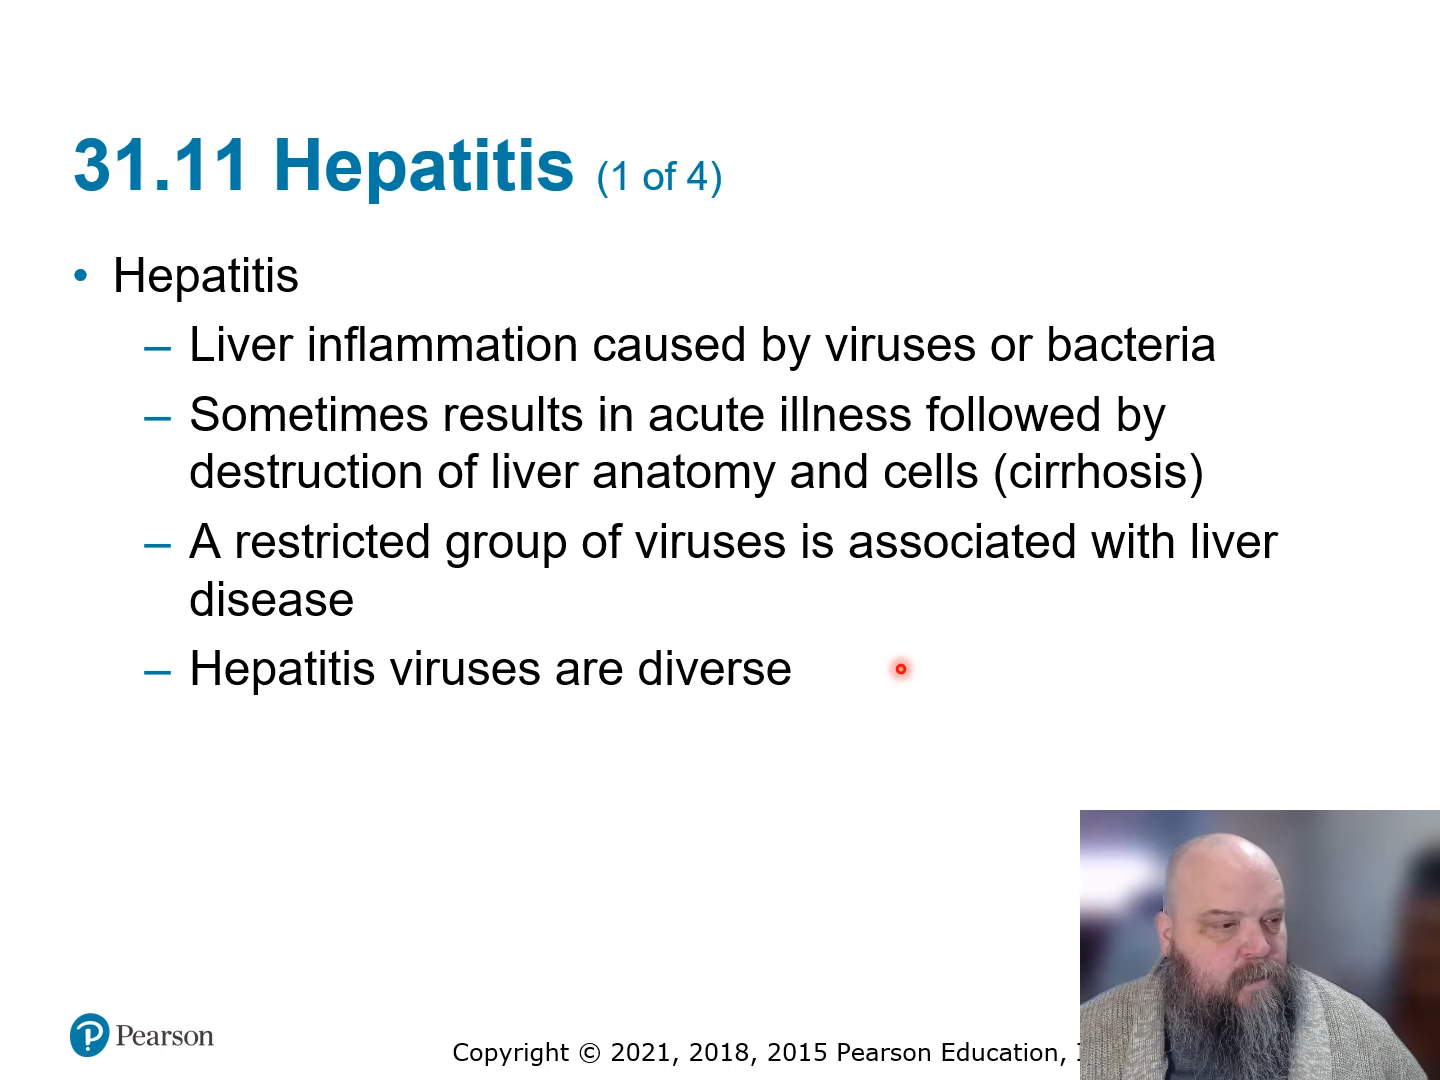 31.11 Hepatitis (1 of 4)
• Hepatitis
– Liver inflammation caused by viruses or bacteria
– Sometimes results in acute illness followed by
destruction of liver anatomy and cells (cirrhosis)
– A restricted group of viruses is associated with liver
disease
– Hepatitis viruses are diverse
Pearson
Copyright © 2021, 2018, 2015 Pearson Education,